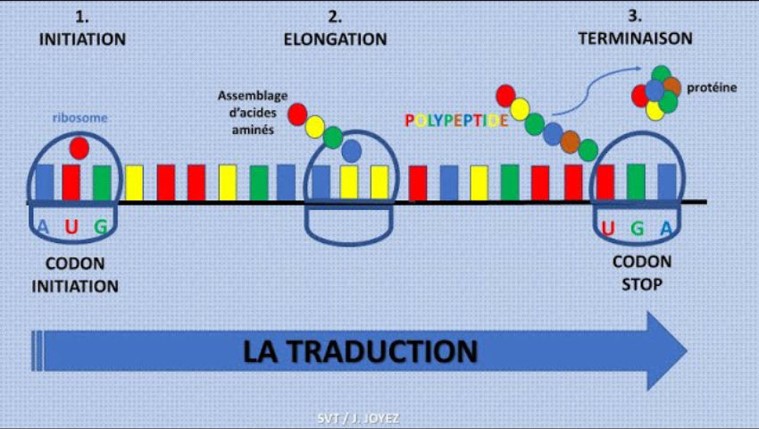 1.
INITIATION
2.
ELONGATION
3.
TERMINAISON
ribosome
Assemblage
d'acides
aminés
POLYPEPTIDE
protéine
A U G
U G A
CODON
INITIATION
CODON
STOP
LA TRADUCTION
SVT / J. JOYEZ